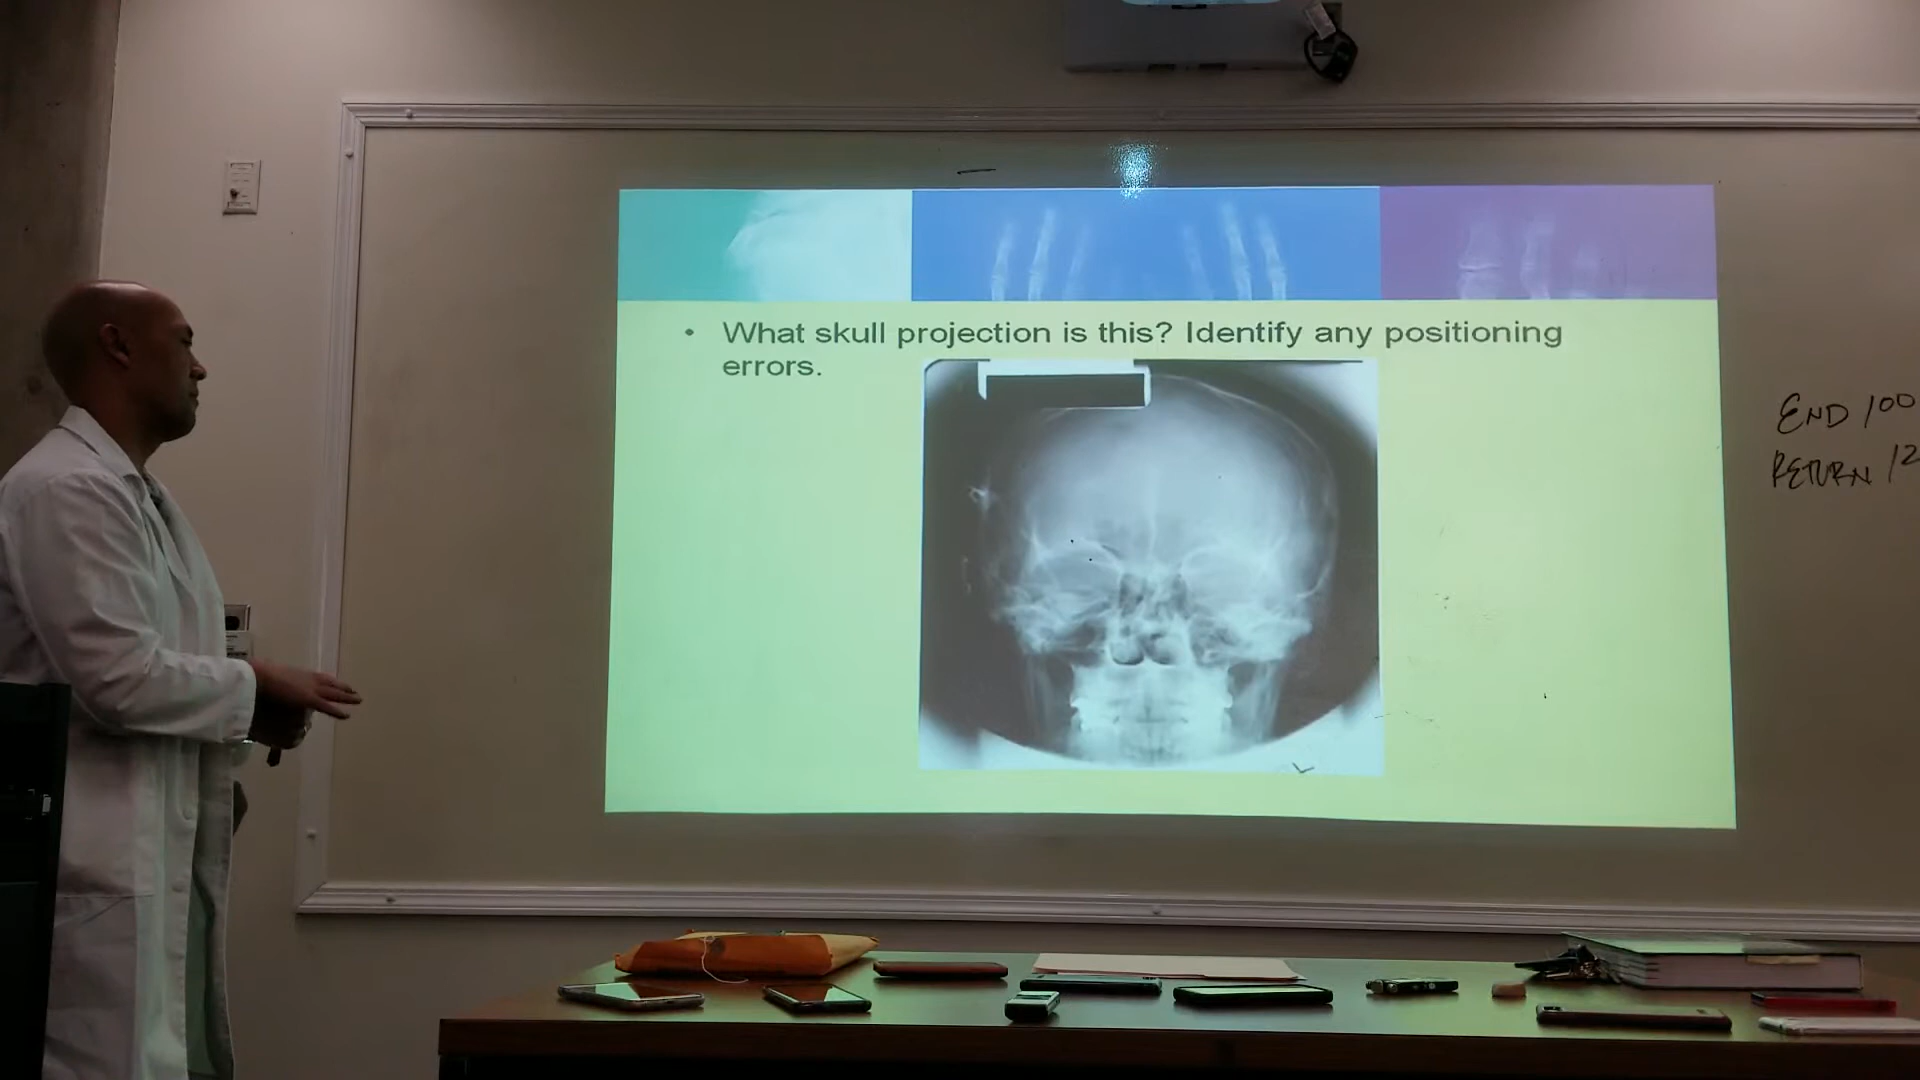 • What skull projection is this? Identify any positioning
errors.
END 100
RETURN 12